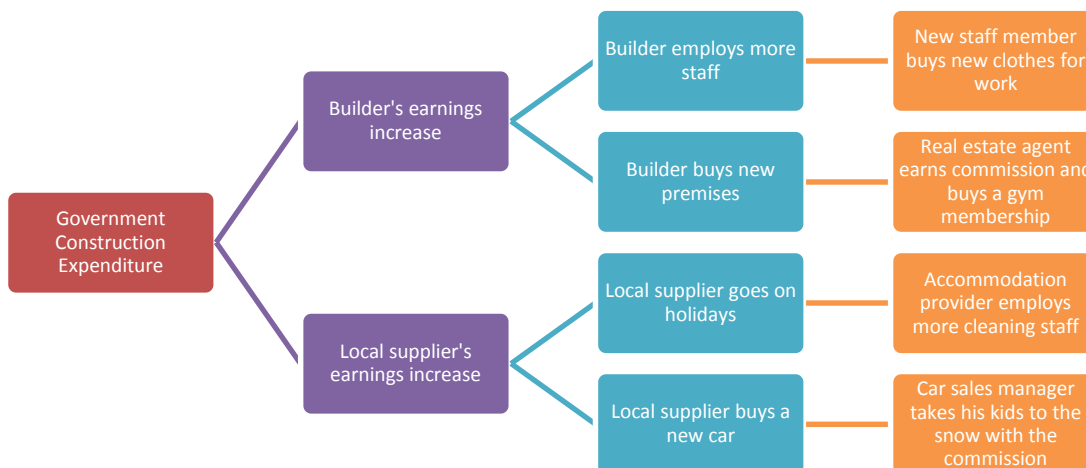 Government
Construction
Expenditure
Builder's earnings
increase
Local supplier's
earnings increase
Builder employs more
staff
Builder buys new
premises
Local supplier goes on
holidays
Local supplier buys a
new car
New staff member
buys new clothes for
work
Real estate agent
earns commission and
buys a gym
membership
Accommodation
provider employs
more cleaning staff
Car sales manager
takes his kids to the
snow with the
commission